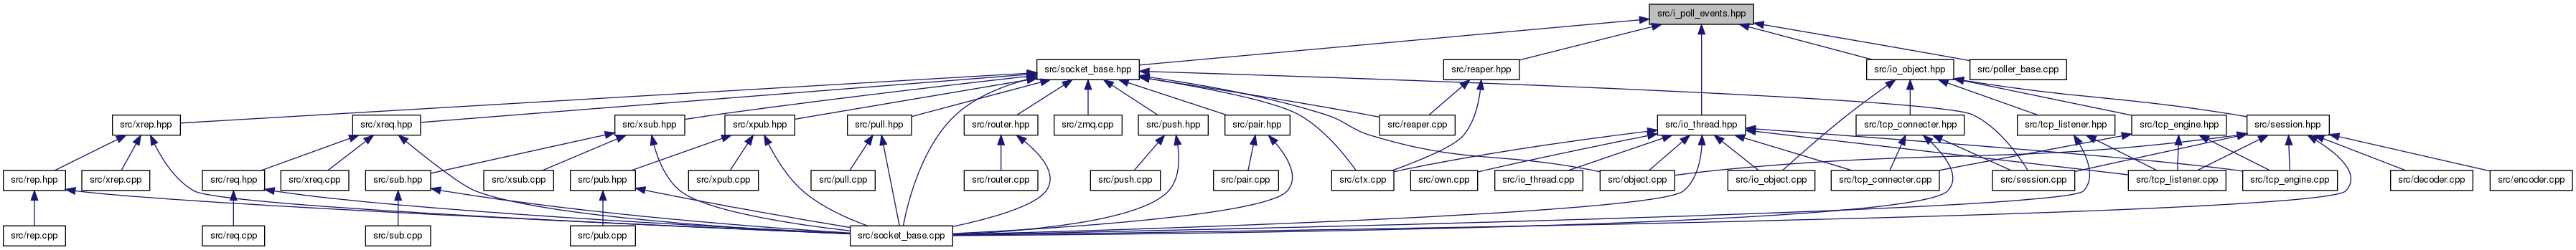 src/i_poll_events.hpp
src/socket_base.hpp
src/reaper.hpp
src/io_object.hpp
src/poller_base.cpp
src/xrep.hpp
src/xreq.hpp
src/xsub.hpp
src/xpub.hpp
src/pull.hpp
src/router.hpp
src/zmq.cpp
src/push.hpp
src/pair.hpp
src/reaper.cpp
src/io_thread.hpp
src/tcp_connecter.hpp
src/tcp_listener.hpp
src/tcp_engine.hpp
src/session.hpp
src/rep.hpp
src/xrep.cpp
src/req.hpp
src/xreq.cpp
src/sub.hpp
src/xsub.cpp
src/pub.hpp
src/xpub.cpp
src/pull.cpp
src/router.cpp
src/push.cpp
src/pair.cpp
src/ctx.cpp
src/own.cpp
src/io_thread.cpp
src/object.cpp
src/io_object.cpp
src/tcp_connecter.cpp
src/session.cpp
src/tcp_listener.cpp
src/tcp_engine.cpp
src/decoder.cpp
src/encoder.cpp
src/rep.cpp
src/req.cpp
src/sub.cpp
src/pub.cpp
src/socket_base.cpp